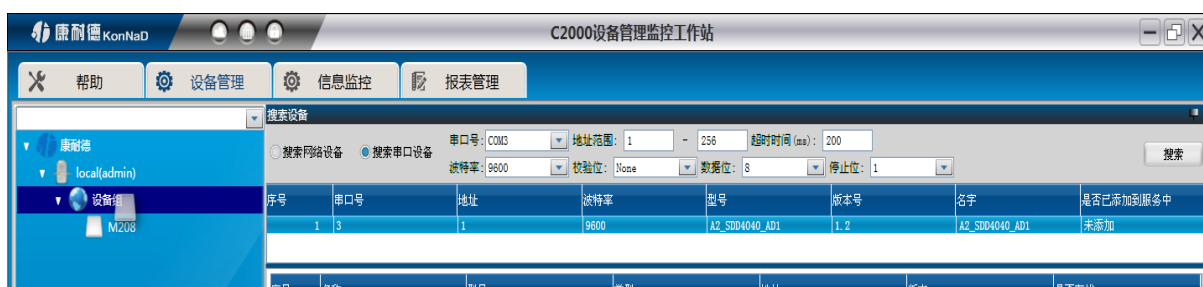 康耐德 KonNaD
C2000设备管理监控工作站
帮助 设备管理 信息监控 报表管理
搜索设备
康耐德
local(admin)
设备组
M208
搜索网络设备 搜索串口设备
串口号: COM3 地址范围: 1 - 256 超时时间(ms): 200
波特率: 9600 校验位: None 数据位: 8 停止位: 1
搜索
序号 串口号 地址 波特率 型号 版本号 名字 是否已添加到服务中
1 3 1 9600 A2_SDD4040_AD1 1.2 A2_SDD4040_AD1 未添加